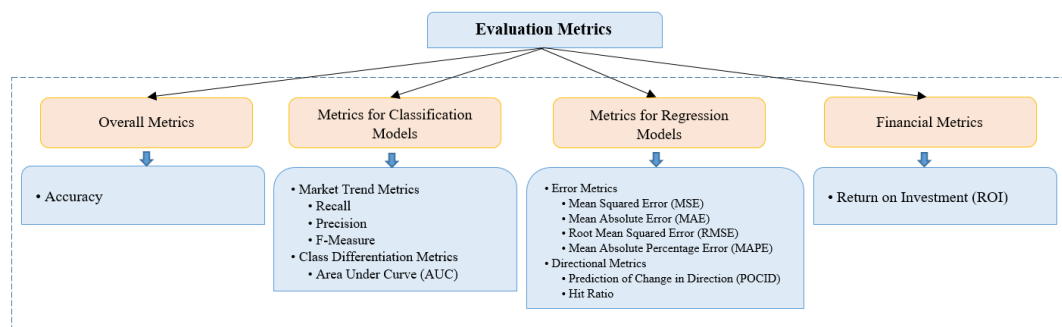 Evaluation Metrics
Overall Metrics
Metrics for Classification
Models
Metrics for Regression
Models
Financial Metrics
• Accuracy
• Market Trend Metrics
• Recall
• Precision
• F-Measure
• Class Differentiation Metrics
• Area Under Curve (AUC)
• Error Metrics
• Mean Squared Error (MSE)
• Mean Absolute Error (MAE)
• Root Mean Squared Error (RMSE)
• Mean Absolute Percentage Error (MAPE)
• Directional Metrics
• Prediction of Change in Direction (POCID)
• Hit Ratio
• Return on Investment (ROI)